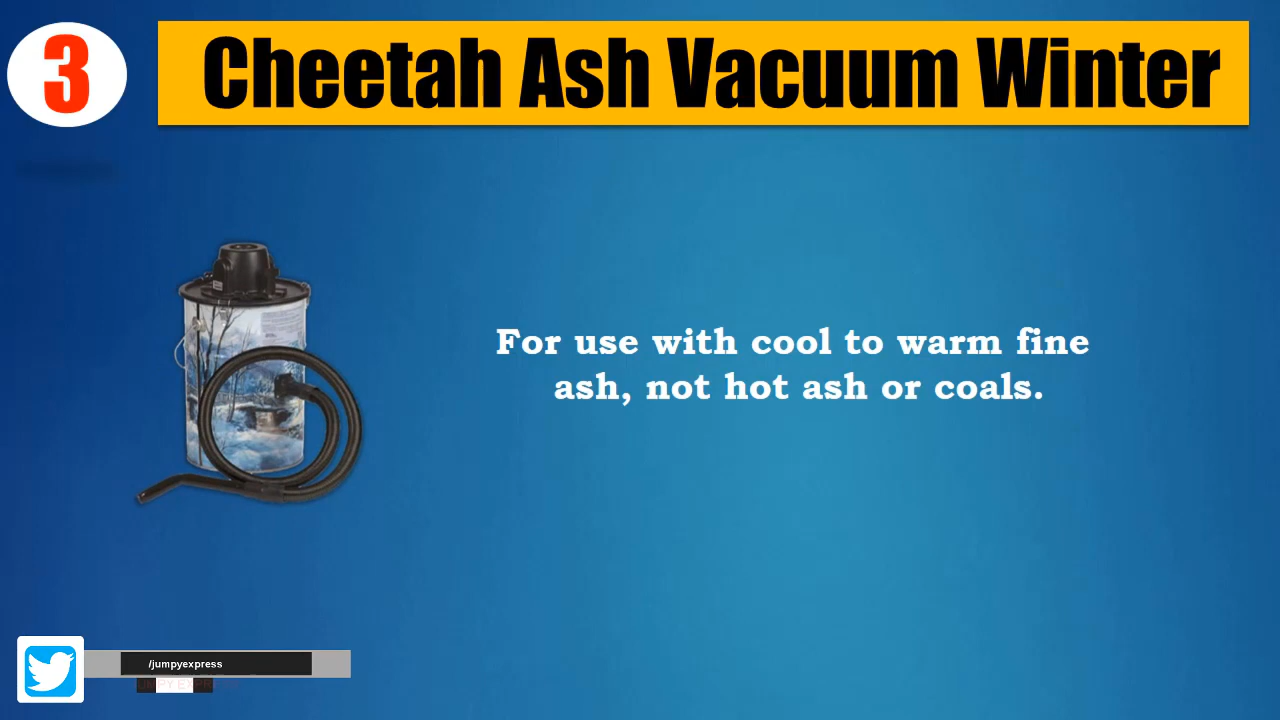 3
Cheetah Ash Vacuum Winter
For use with cool to warm fine
ash, not hot ash or coals.
/jumpyexpress